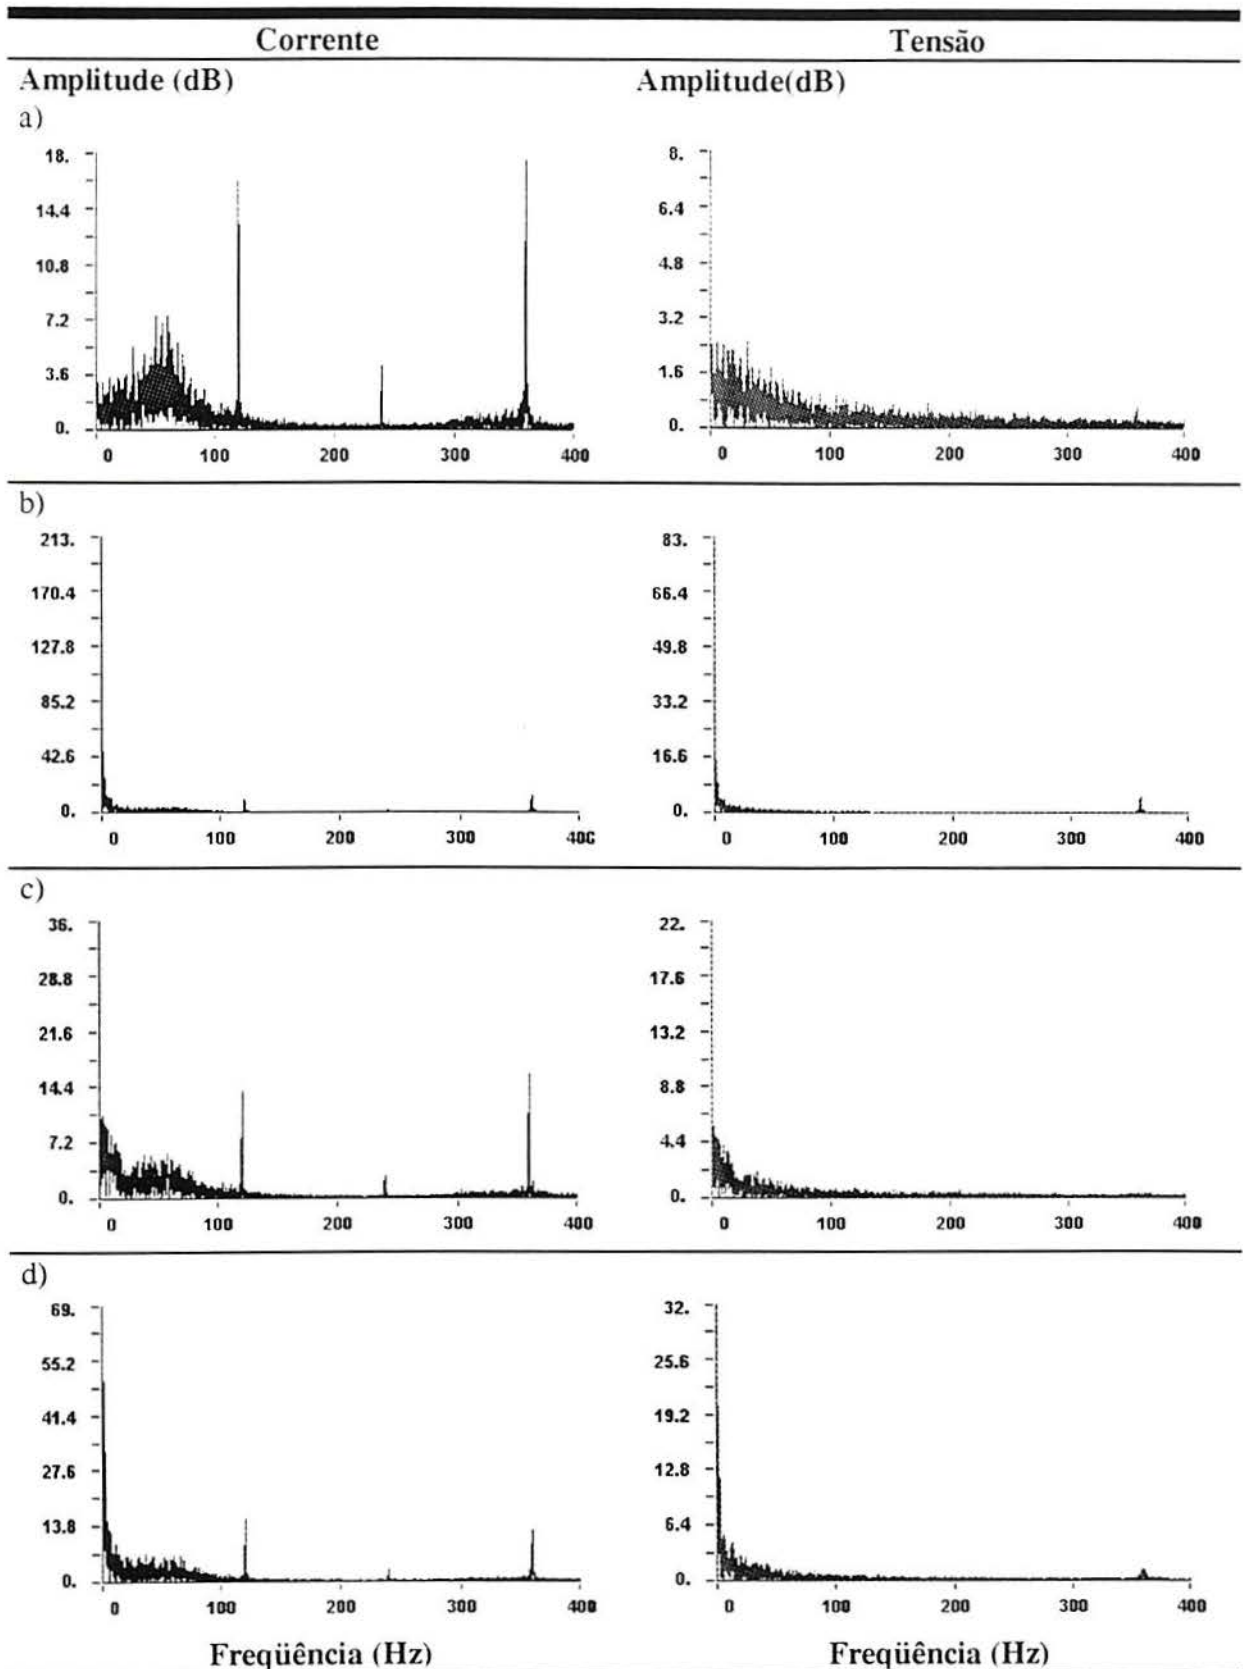 Corrente Tensão
Amplitude (dB) Amplitude(dB)
a)
18. 8.
14.4 6.4
10.8 4.8
7.2 3.2
3.6 1.6
0. 0.
0 100 200 300 400 0 100 200 300 400
b)
213. 83.
170.4 66.4
127.8 49.8
85.2 33.2
42.6 16.6
0. 0.
0 100 200 300 400 0 100 200 300 400
c)
36. 22.
28.8 17.6
21.6 13.2
14.4 8.8
7.2 4.4
0. 0.
0 100 200 300 400 0 100 200 300 400
d)
69. 32.
55.2 25.6
41.4 19.2
27.6 12.8
13.8 6.4
0. 0.
0 100 200 300 400 0 100 200 300 400
Freqüência (Hz) Freqüência (Hz)